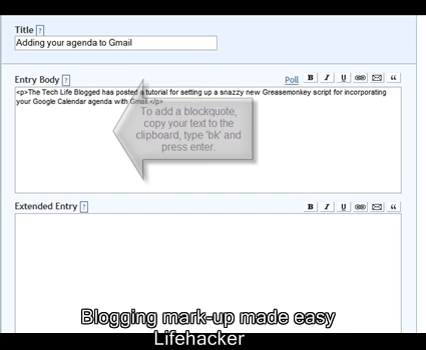 Title ?
Adding your agenda to Gmail
Entry Body ?
Poll B I U “
<p>The Tech Life Blogged has posted a tutorial for setting up a snazzy new Greasemonkey script for incorporating
your Google Calendar agenda with Gmail.</p>
To add a blockquote,
copy your text to the
clipboard, type 'bk' and
press enter.
Extended Entry ?
B I U “
Blogging mark-up made easy
Lifehacker